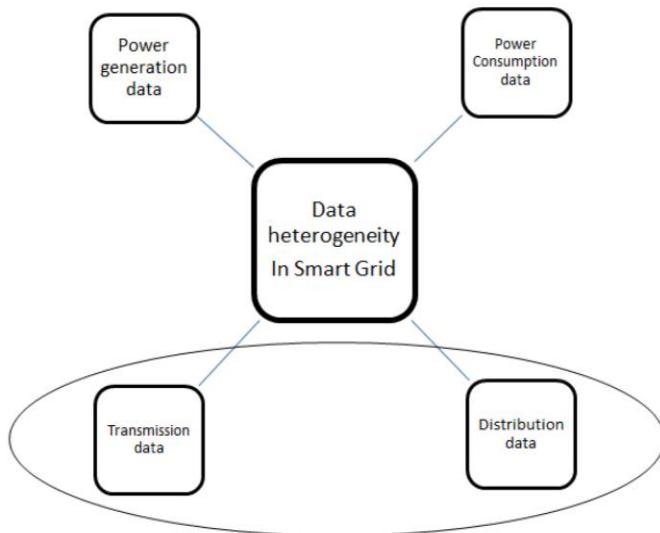 Power
generation
data
Power
Consumption
data
Data
heterogeneity
In Smart Grid
Transmission
data
Distribution
data